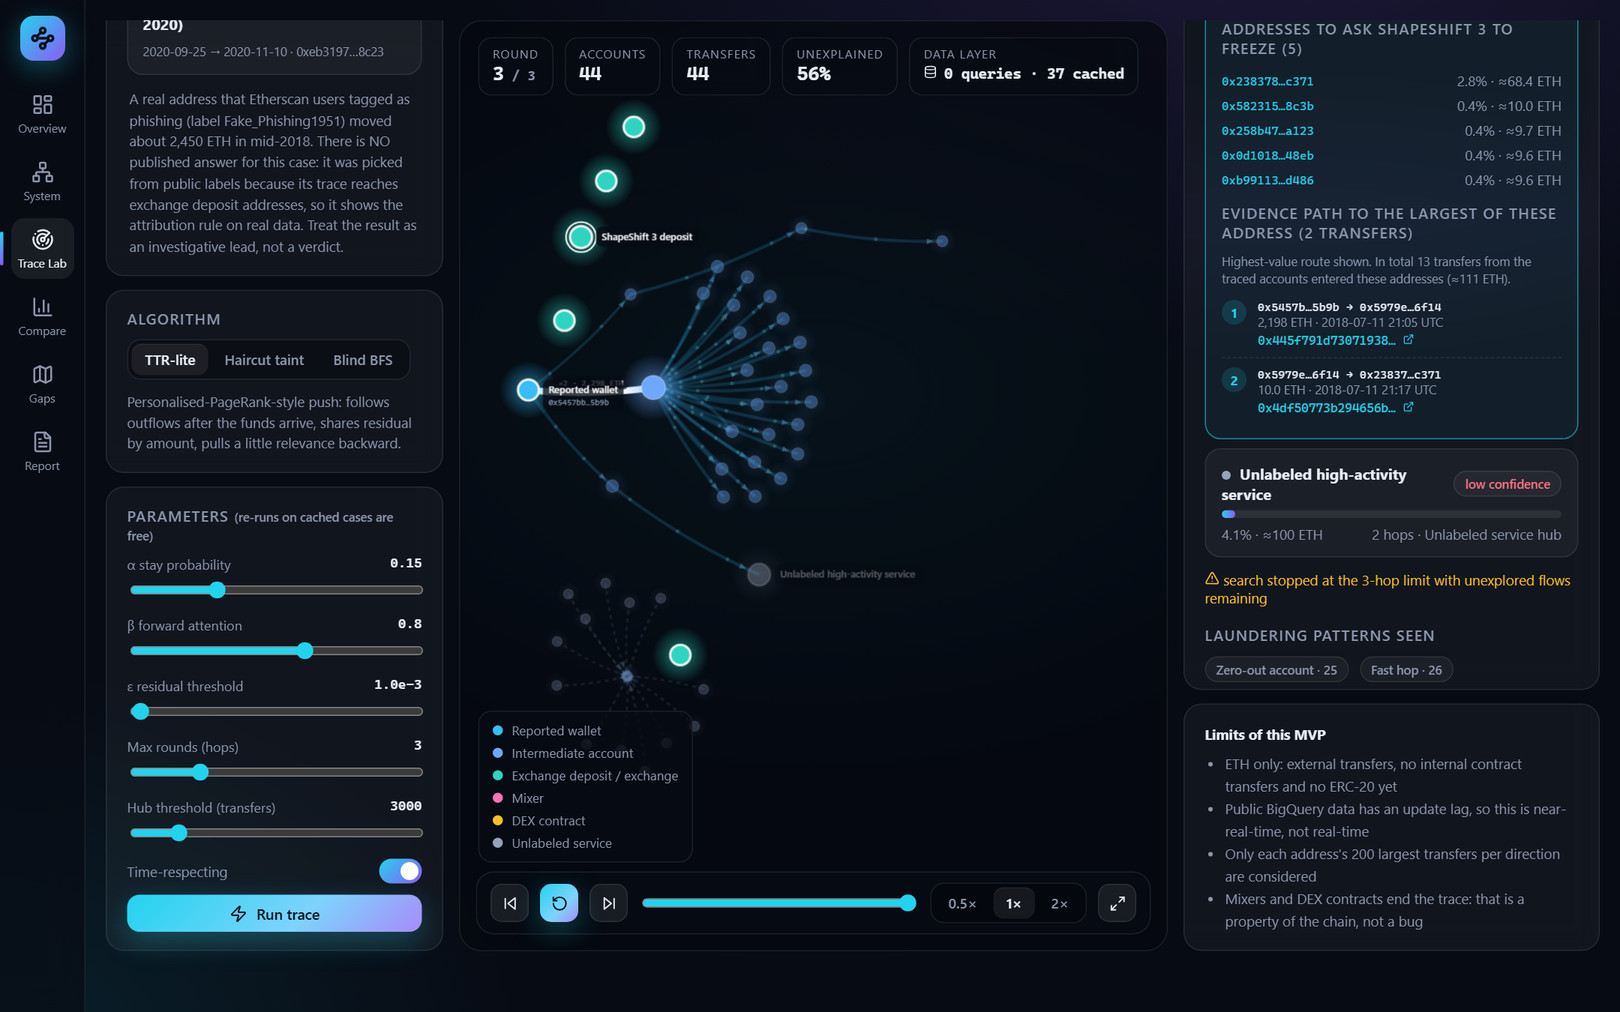 Overview
System
Trace Lab
Compare
Gaps
Report
2020)
2020-09-25 → 2020-11-10 · 0xeb3197…8c23
A real address that Etherscan users tagged as
phishing (label Fake_Phishing1951) moved
about 2,450 ETH in mid-2018. There is NO
published answer for this case: it was picked
from public labels because its trace reaches
exchange deposit addresses, so it shows the
attribution rule on real data. Treat the result as
an investigative lead, not a verdict.
ALGORITHM
TTR-lite Haircut taint Blind BFS
Personalised-PageRank-style push: follows
outflows after the funds arrive, shares residual
by amount, pulls a little relevance backward.
PARAMETERS (re-runs on cached cases are
free)
α stay probability 0.15
β forward attention 0.8
ε residual threshold 1.0e-3
Max rounds (hops) 3
Hub threshold (transfers) 3000
Time-respecting
Run trace
ROUND
3 / 3
ACCOUNTS
44
TRANSFERS
44
UNEXPLAINED
56%
DATA LAYER
0 queries · 37 cached
ShapeShift 3 deposit
Reported wallet
0x5457bb…5b9b
Unlabeled high-activity service
Reported wallet
Intermediate account
Exchange deposit / exchange
Mixer
DEX contract
Unlabeled service
0.5× 1× 2×
ADDRESSES TO ASK SHAPESHIFT 3 TO
FREEZE (5)
0x238378…c371 2.8% · ≈68.4 ETH
0x582315…8c3b 0.4% · ≈10.0 ETH
0x258b47…a123 0.4% · ≈9.7 ETH
0x0d1018…48eb 0.4% · ≈9.6 ETH
0xb99113…d486 0.4% · ≈9.6 ETH
EVIDENCE PATH TO THE LARGEST OF THESE
ADDRESS (2 TRANSFERS)
Highest-value route shown. In total 13 transfers from the
traced accounts entered these addresses (≈111 ETH).
1 0x5457b…5b9b → 0x5979e…6f14
2,198 ETH · 2018-07-11 21:05 UTC
0x445f791d73071938…
2 0x5979e…6f14 → 0x23837…c371
10.0 ETH · 2018-07-11 21:17 UTC
0x4df50773b294656b…
Unlabeled high-activity
service
low confidence
4.1% · ≈100 ETH 2 hops · Unlabeled service hub
search stopped at the 3-hop limit with unexplored flows
remaining
LAUNDERING PATTERNS SEEN
Zero-out account · 25 Fast hop · 26
Limits of this MVP
• ETH only: external transfers, no internal contract
transfers and no ERC-20 yet
• Public BigQuery data has an update lag, so this is near-
real-time, not real-time
• Only each address's 200 largest transfers per direction
are considered
• Mixers and DEX contracts end the trace: that is a
property of the chain, not a bug